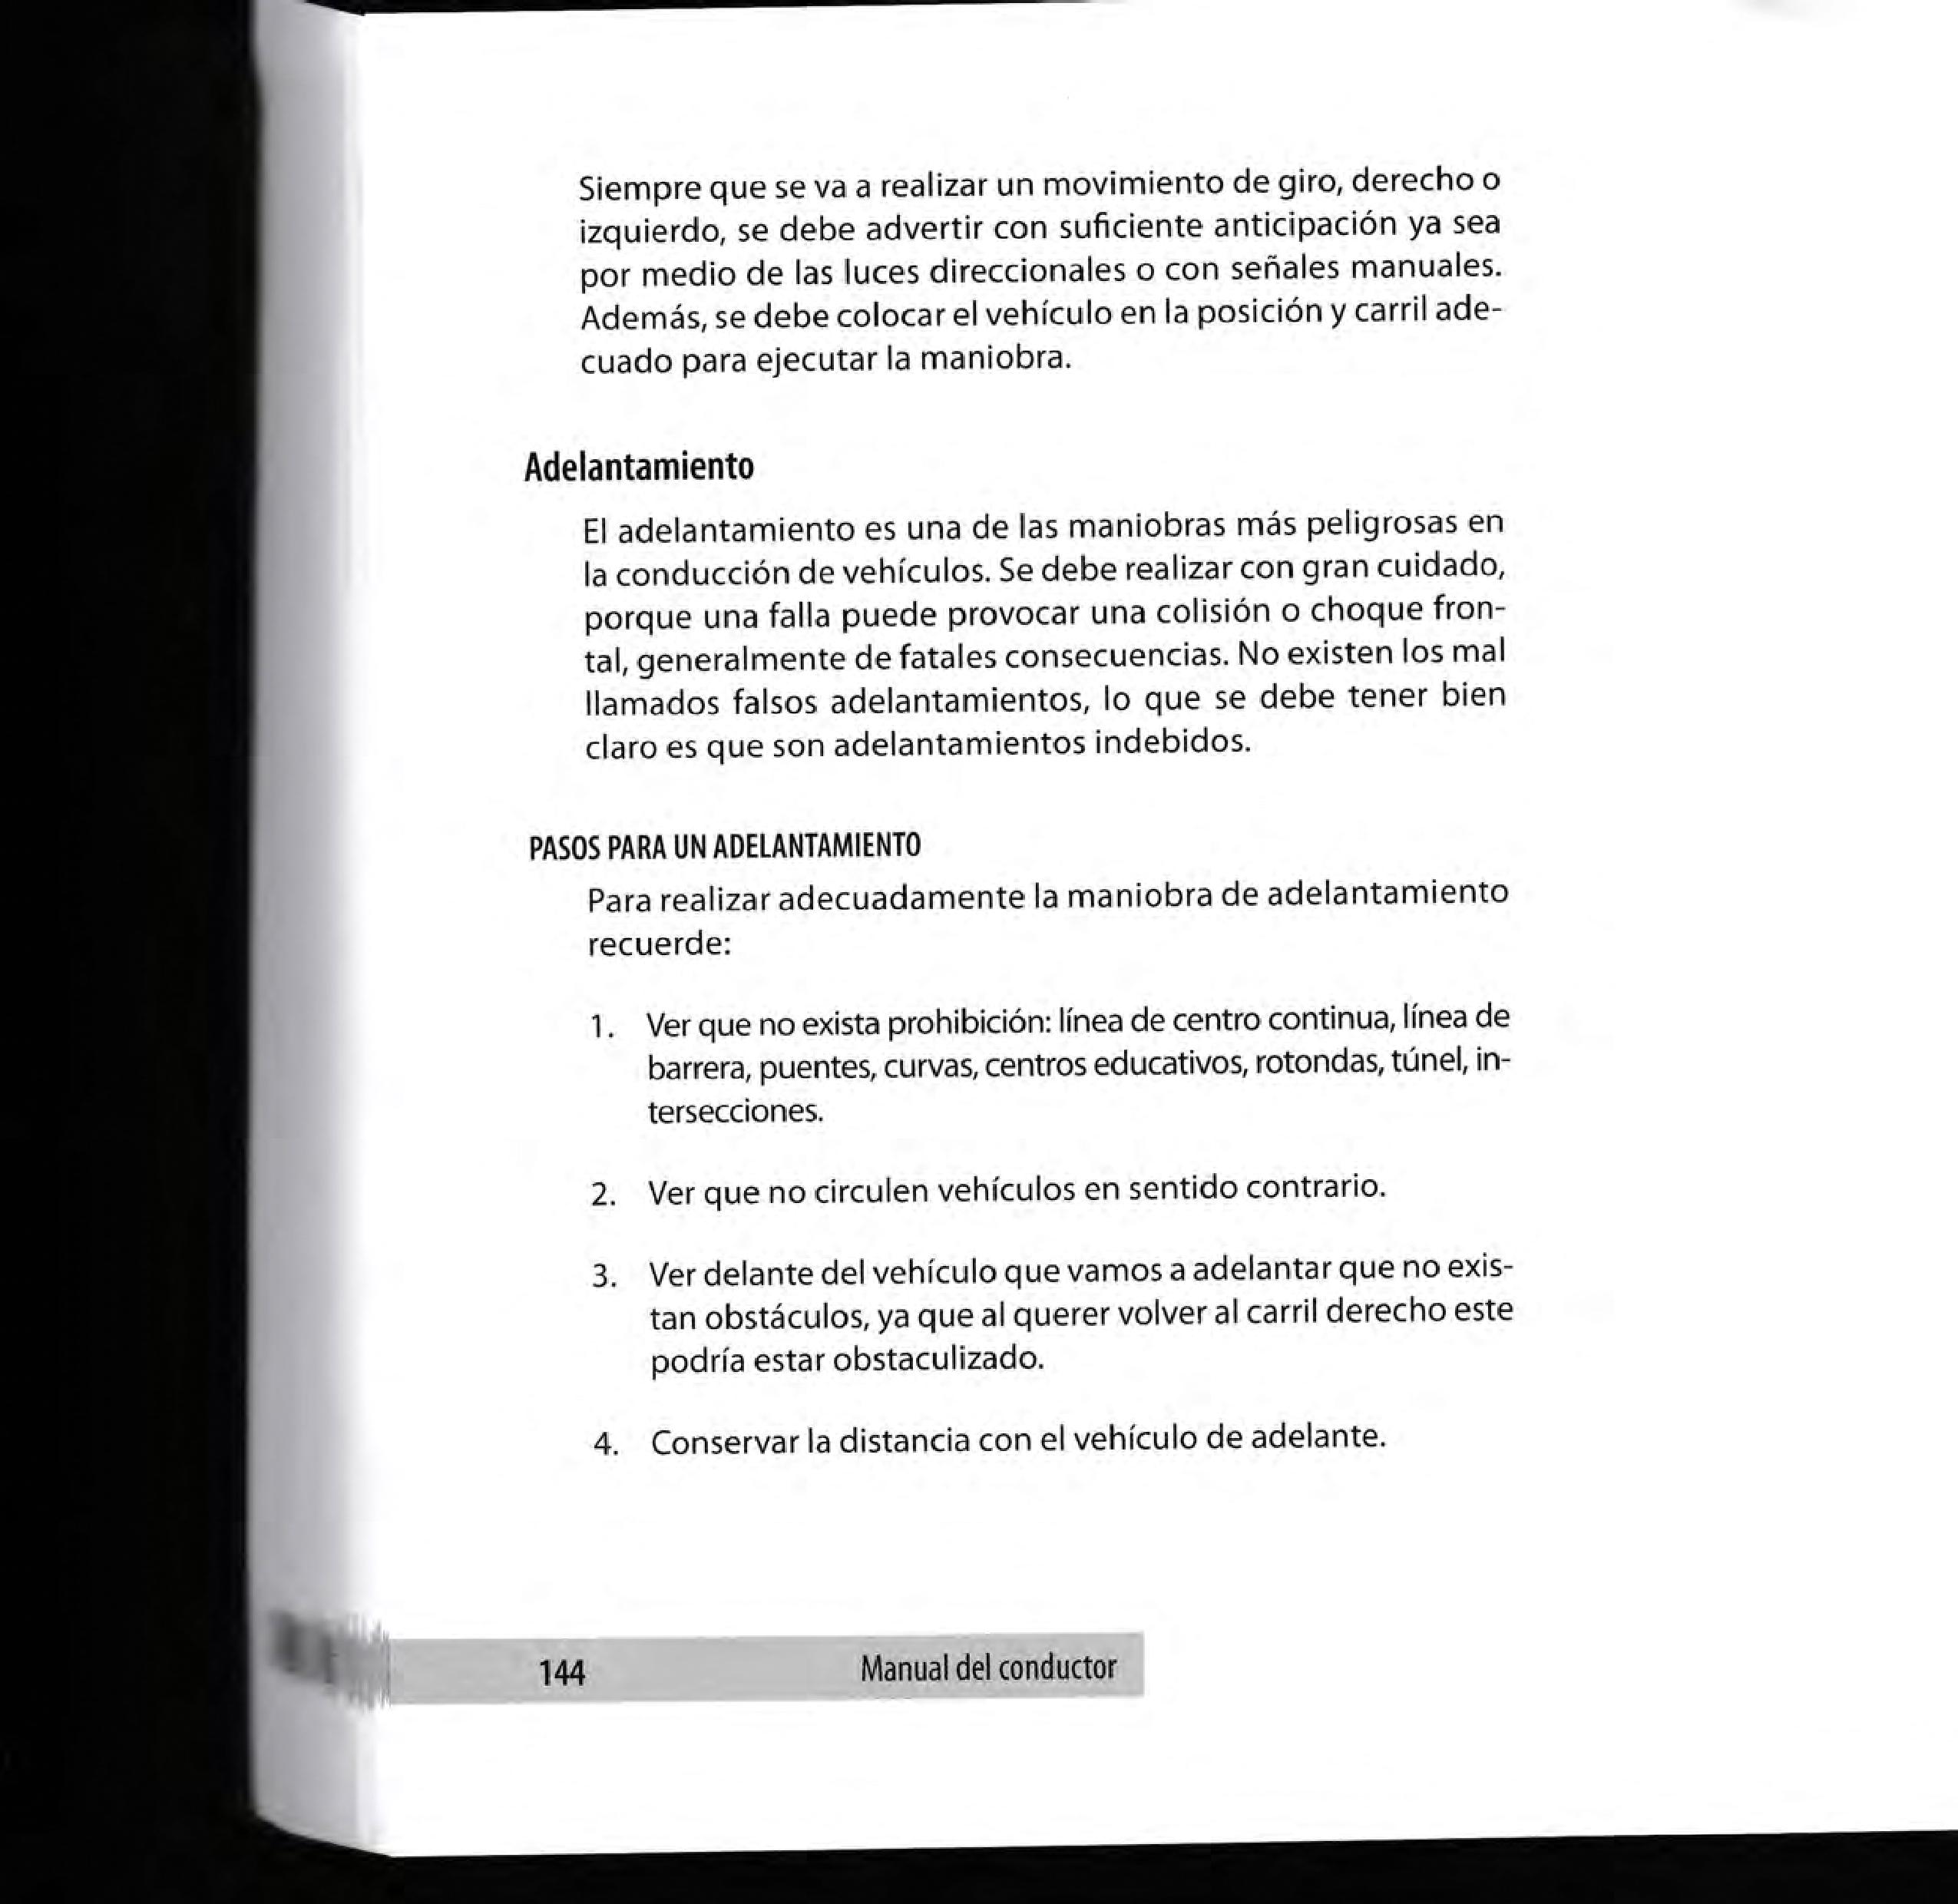 Siempre que se va a realizar un movimiento de giro, derecho o
izquierdo, se debe advertir con suficiente anticipación ya sea
por medio de las luces direccionales o con señales manuales.
Además, se debe colocar el vehículo en la posición y carril ade-
cuado para ejecutar la maniobra.
Adelantamiento
El adelantamiento es una de las maniobras más peligrosas en
la conducción de vehículos. Se debe realizar con gran cuidado,
porque una falla puede provocar una colisión o choque fron-
tal, generalmente de fatales consecuencias. No existen los mal
llamados falsos adelantamientos, lo que se debe tener bien
claro es que son adelantamientos indebidos.
PASOS PARA UN ADELANTAMIENTO
Para realizar adecuadamente la maniobra de adelantamiento
recuerde:
1. Ver que no exista prohibición: línea de centro continua, línea de
barrera, puentes, curvas, centros educativos, rotondas, túnel, in-
tersecciones.
2. Ver que no circulen vehículos en sentido contrario.
3. Ver delante del vehículo que vamos a adelantar que no exis-
tan obstáculos, ya que al querer volver al carril derecho este
podría estar obstaculizado.
4. Conservar la distancia con el vehículo de adelante.
144 Manual del conductor